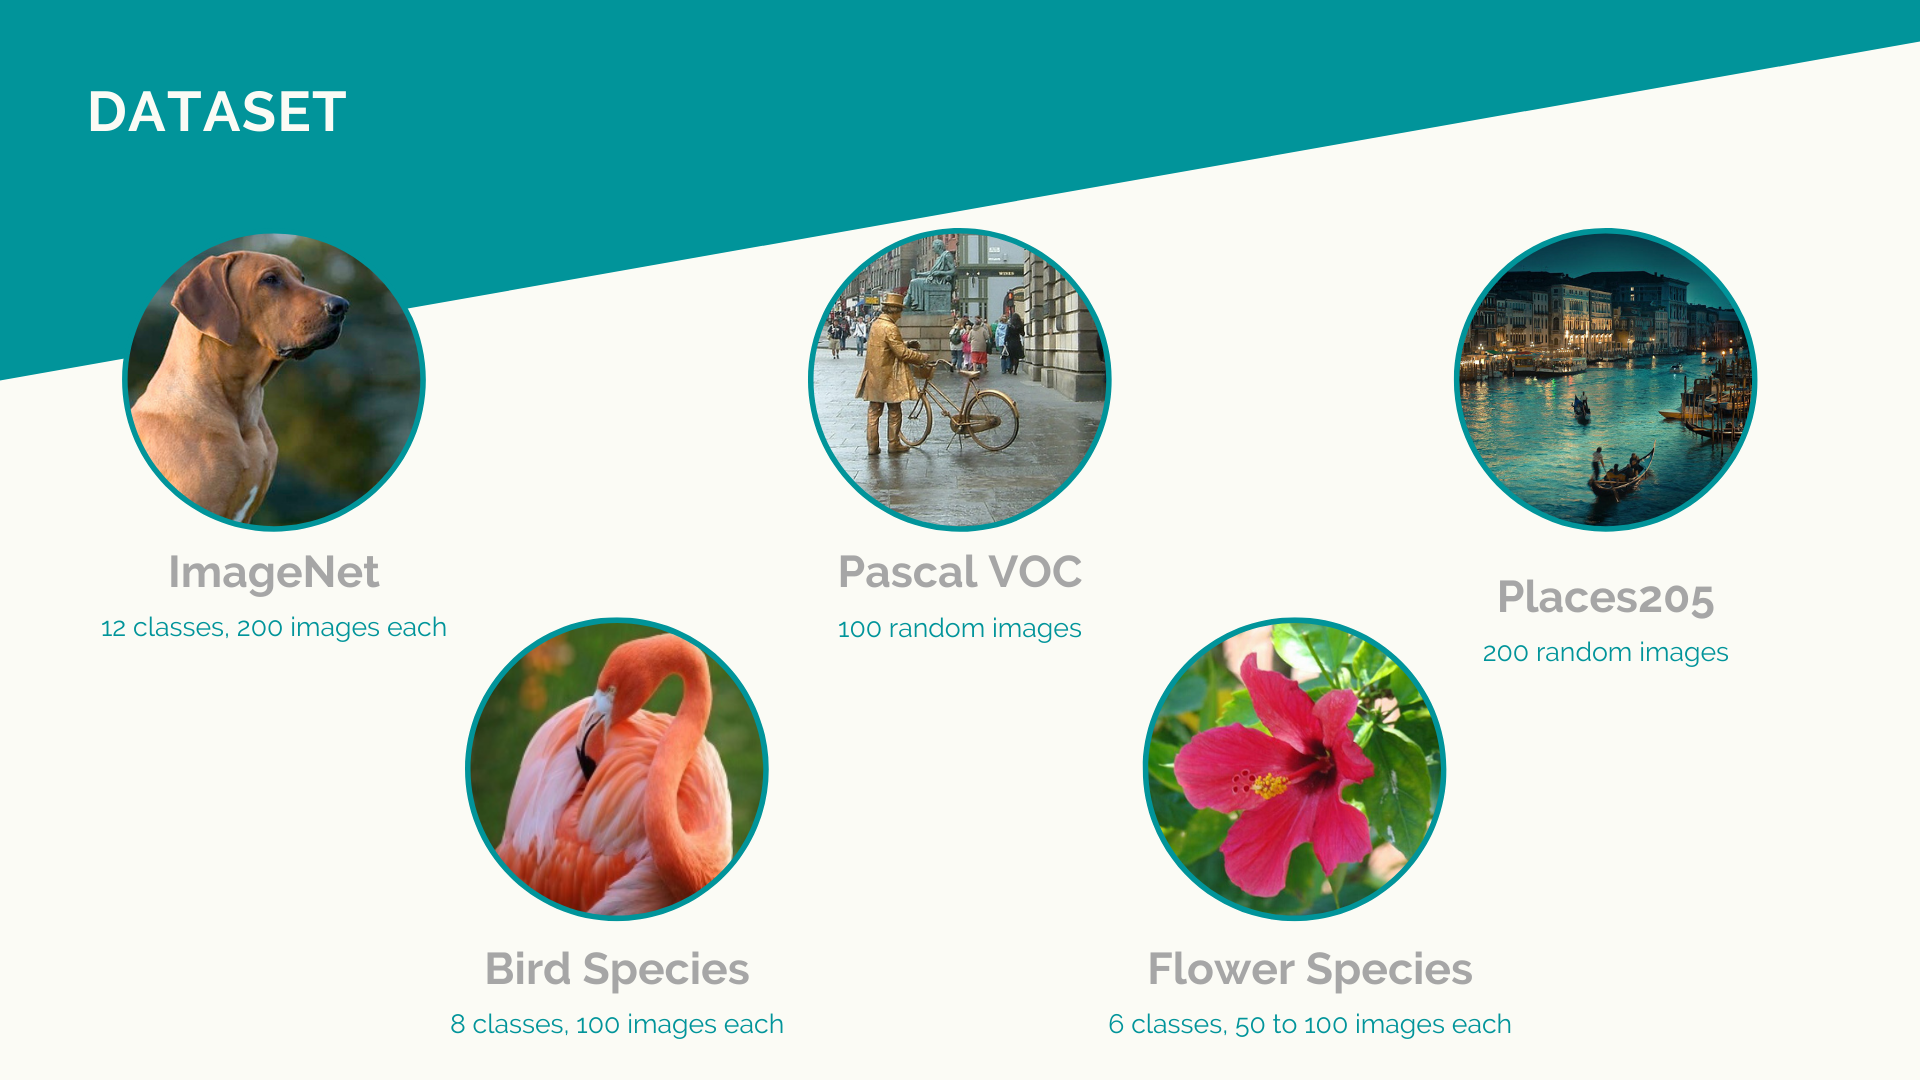 DATASET
ImageNet
12 classes, 200 images each
Pascal VOC
100 random images
Places205
200 random images
Bird Species
8 classes, 100 images each
Flower Species
6 classes, 50 to 100 images each